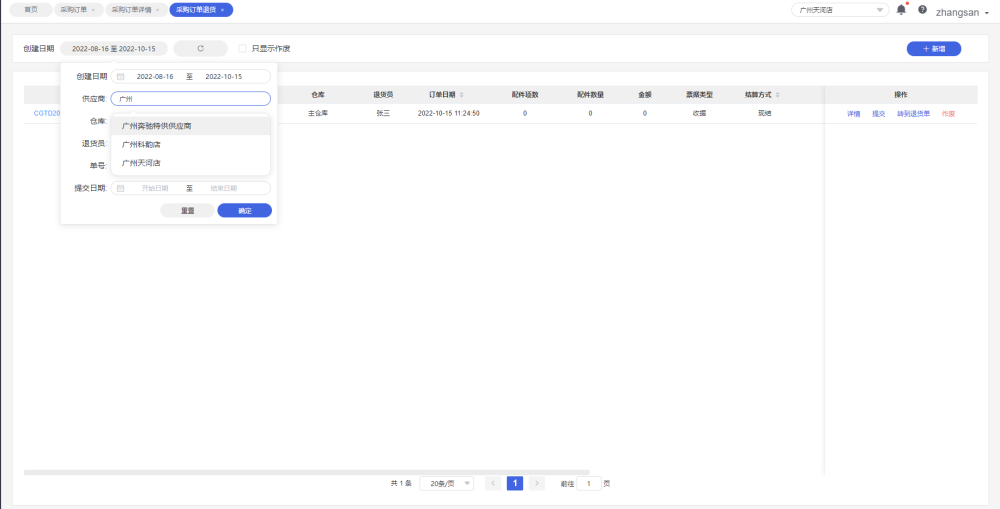 首页 采购订单 × 采购订单详情 × 采购订单退货 × 广州天河店 zhangsan
创建日期 2022-08-16 至 2022-10-15 只显示作废 + 新增
创建日期 2022-08-16 至 2022-10-15
供应商: 广州
仓库:
广州奔驰特供供应商
退货员:
广州科韵店
单号:
广州天河店
提交日期: 开始日期 至 结束日期
重置 确定
仓库 退货员 订单日期 配件项数 配件数量 金额 票据类型 结算方式 操作
CGTD20 主仓库 张三 2022-10-15 11:24:50 0 0 0 收据 现结 详情 提交 转到退货单 作废
共 1 条 20条/页 < 1 > 前往 1 页